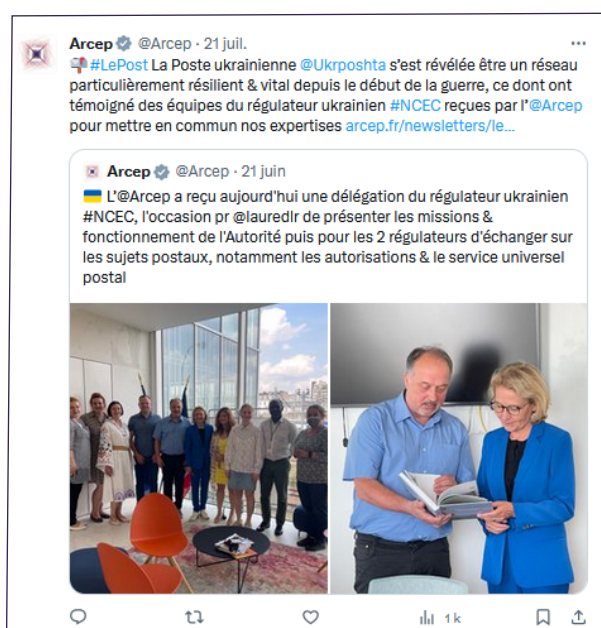 Arcep @Arcep · 21 juil.
#LePost La Poste ukrainienne @Ukrposhta s'est révélée être un réseau
particulièrement résilient & vital depuis le début de la guerre, ce dont ont
témoigné des équipes du régulateur ukrainien #NCEC reçues par l'@Arcep
pour mettre en commun nos expertises arcep.fr/newsletters/le...
Arcep @Arcep · 21 juin
L'@Arcep a reçu aujourd'hui une délégation du régulateur ukrainien
#NCEC, l'occasion pr @lauredlr de présenter les missions &
fonctionnement de l'Autorité puis pour les 2 régulateurs d'échanger sur
les sujets postaux, notamment les autorisations & le service universel
postal
1 k